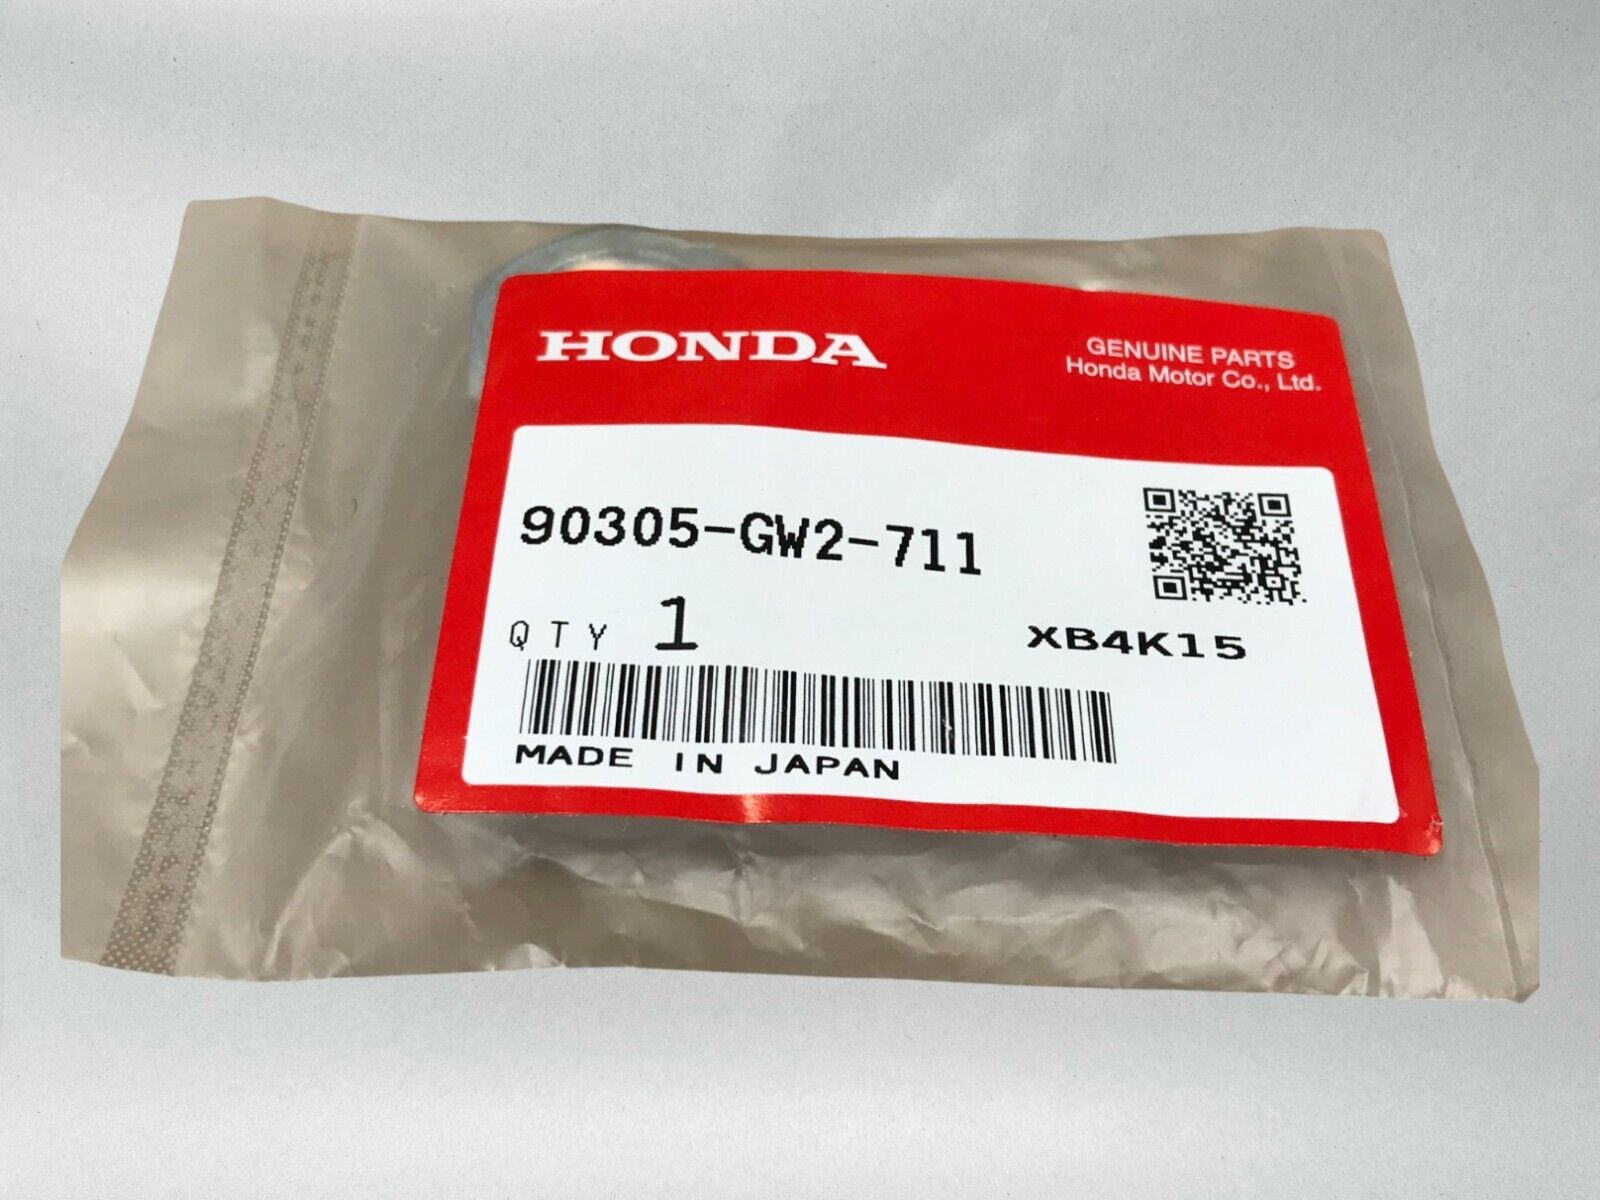 HONDA
GENUINE PARTS
Honda Motor Co., Ltd.
90305-GW2-711
QTY 1
XB4K15
MADE IN JAPAN